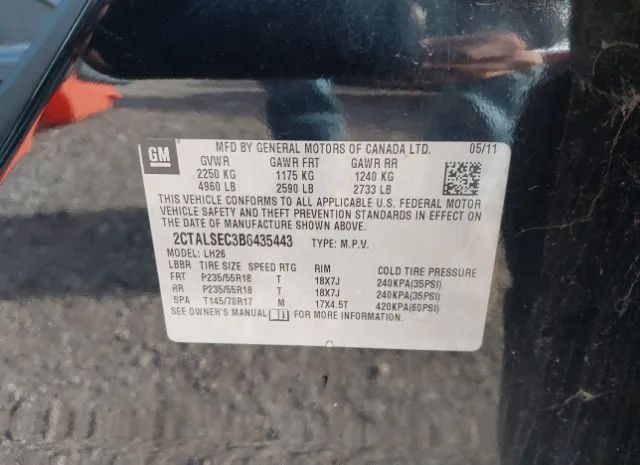 GM
MFD BY GENERAL MOTORS OF CANADA LTD. 05/11
GVWR GAWR FRT GAWR RR
2250 KG 1175 KG 1240 KG
4960 LB 2590 LB 2733 LB
THIS VEHICLE CONFORMS TO ALL APPLICABLE U.S. FEDERAL MOTOR
VEHICLE SAFETY AND THEFT PREVENTION STANDARDS IN EFFECT ON
THE DATE OF MANUFACTURE SHOWN ABOVE.
2CTALSEC3B6435443 TYPE: M.P.V.
MODEL: LH26
LBBR TIRE SIZE SPEED RTG RIM COLD TIRE PRESSURE
FRT P235/55R18 T 18X7J 240KPA(35PSI)
RR P235/55R18 T 18X7J 240KPA(35PSI)
SPA T145/70R17 M 17X4.5T 420KPA(60PSI)
SEE OWNER'S MANUAL FOR MORE INFORMATION.